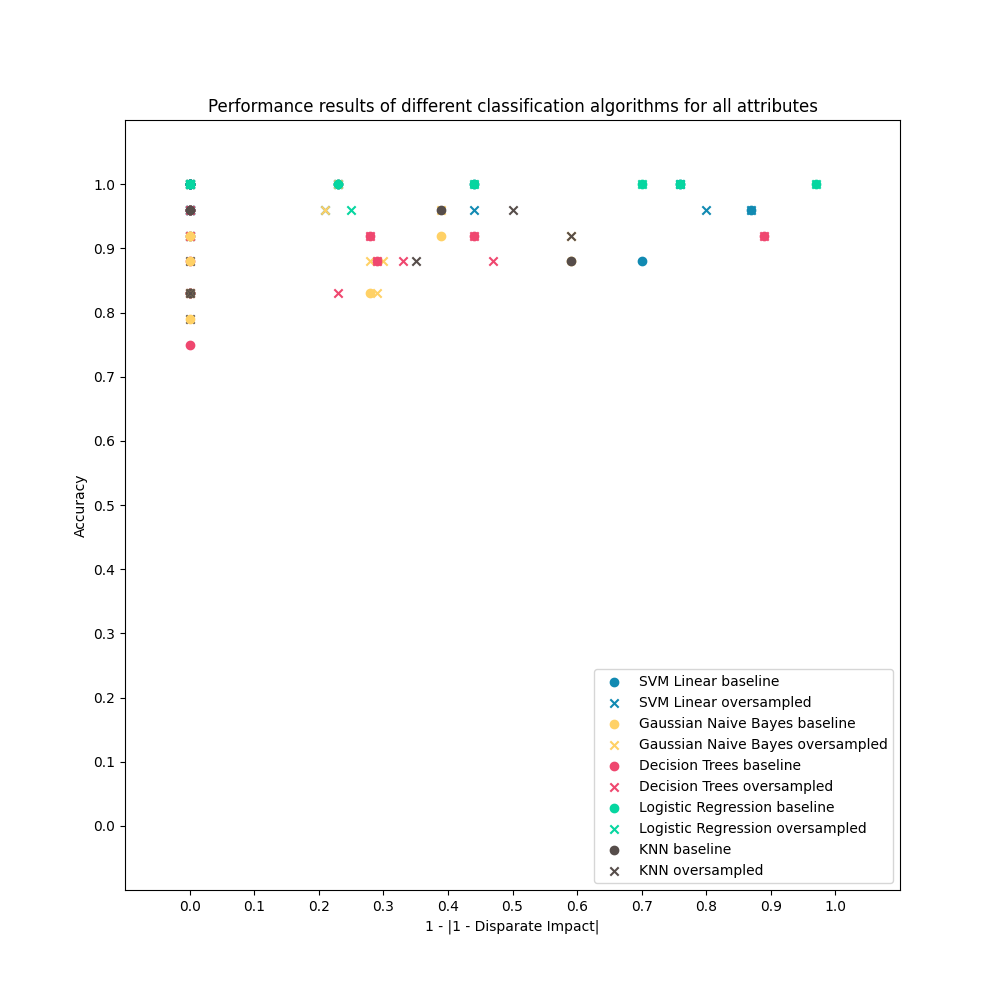 Performance results of different classification algorithms for all attributes
1.0
0.9
0.8
0.7
0.6
0.5
0.4
0.3
0.2
0.1
0.0
Accuracy
SVM Linear baseline
SVM Linear oversampled
Gaussian Naive Bayes baseline
Gaussian Naive Bayes oversampled
Decision Trees baseline
Decision Trees oversampled
Logistic Regression baseline
Logistic Regression oversampled
KNN baseline
KNN oversampled
0.0 0.1 0.2 0.3 0.4 0.5 0.6 0.7 0.8 0.9 1.0
1 - |1 - Disparate Impact|